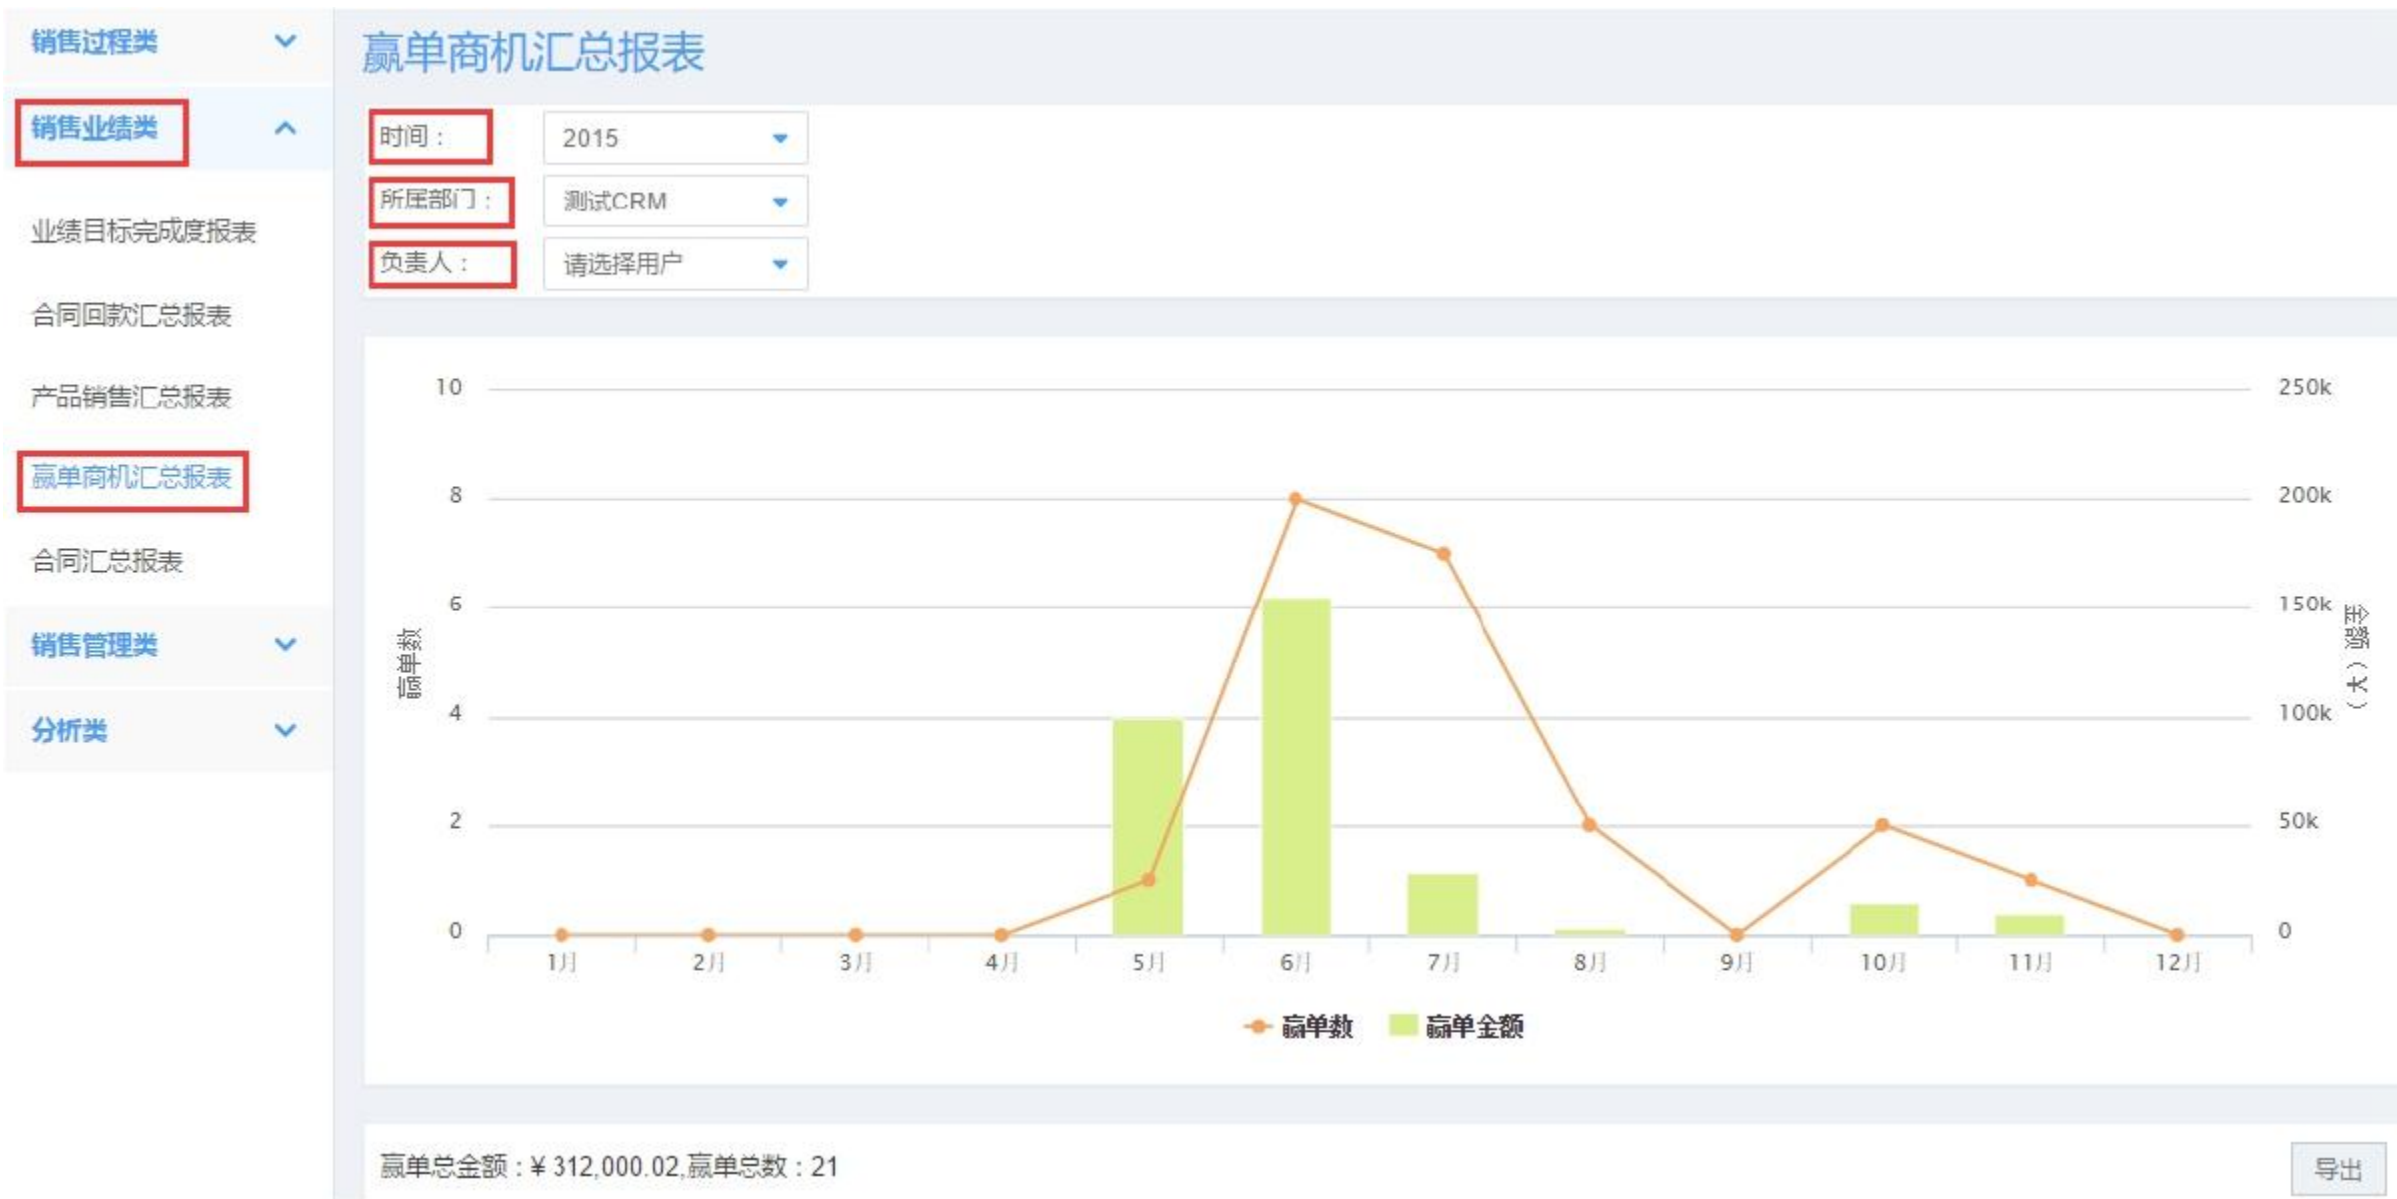 销售过程类
销售业绩类
业绩目标完成度报表
合同回款汇总报表
产品销售汇总报表
赢单商机汇总报表
合同汇总报表
销售管理类
分析类
赢单商机汇总报表
时间：
2015
所属部门：
测试CRM
负责人：
请选择用户
10
8
6
4
2
0
赢单数
250k
200k
150k
100k
50k
0
金额（大）
1月
2月
3月
4月
5月
6月
7月
8月
9月
10月
11月
12月
赢单数
赢单金额
赢单总金额：¥ 312,000.02,赢单总数：21
导出